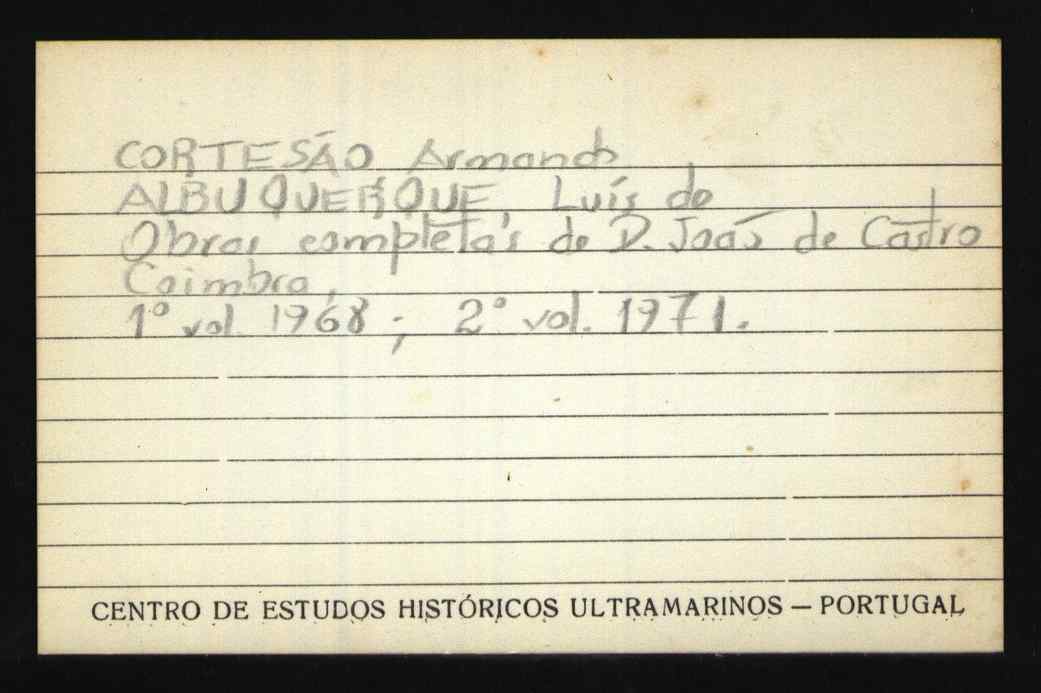 CORTESÃO Armando
ALBUQUERQUE, Luís de
Obras completas de D. João de Castro
Coimbra,
1º vol. 1968; 2º vol. 1971.
CENTRO DE ESTUDOS HISTÓRICOS ULTRAMARINOS — PORTUGAL